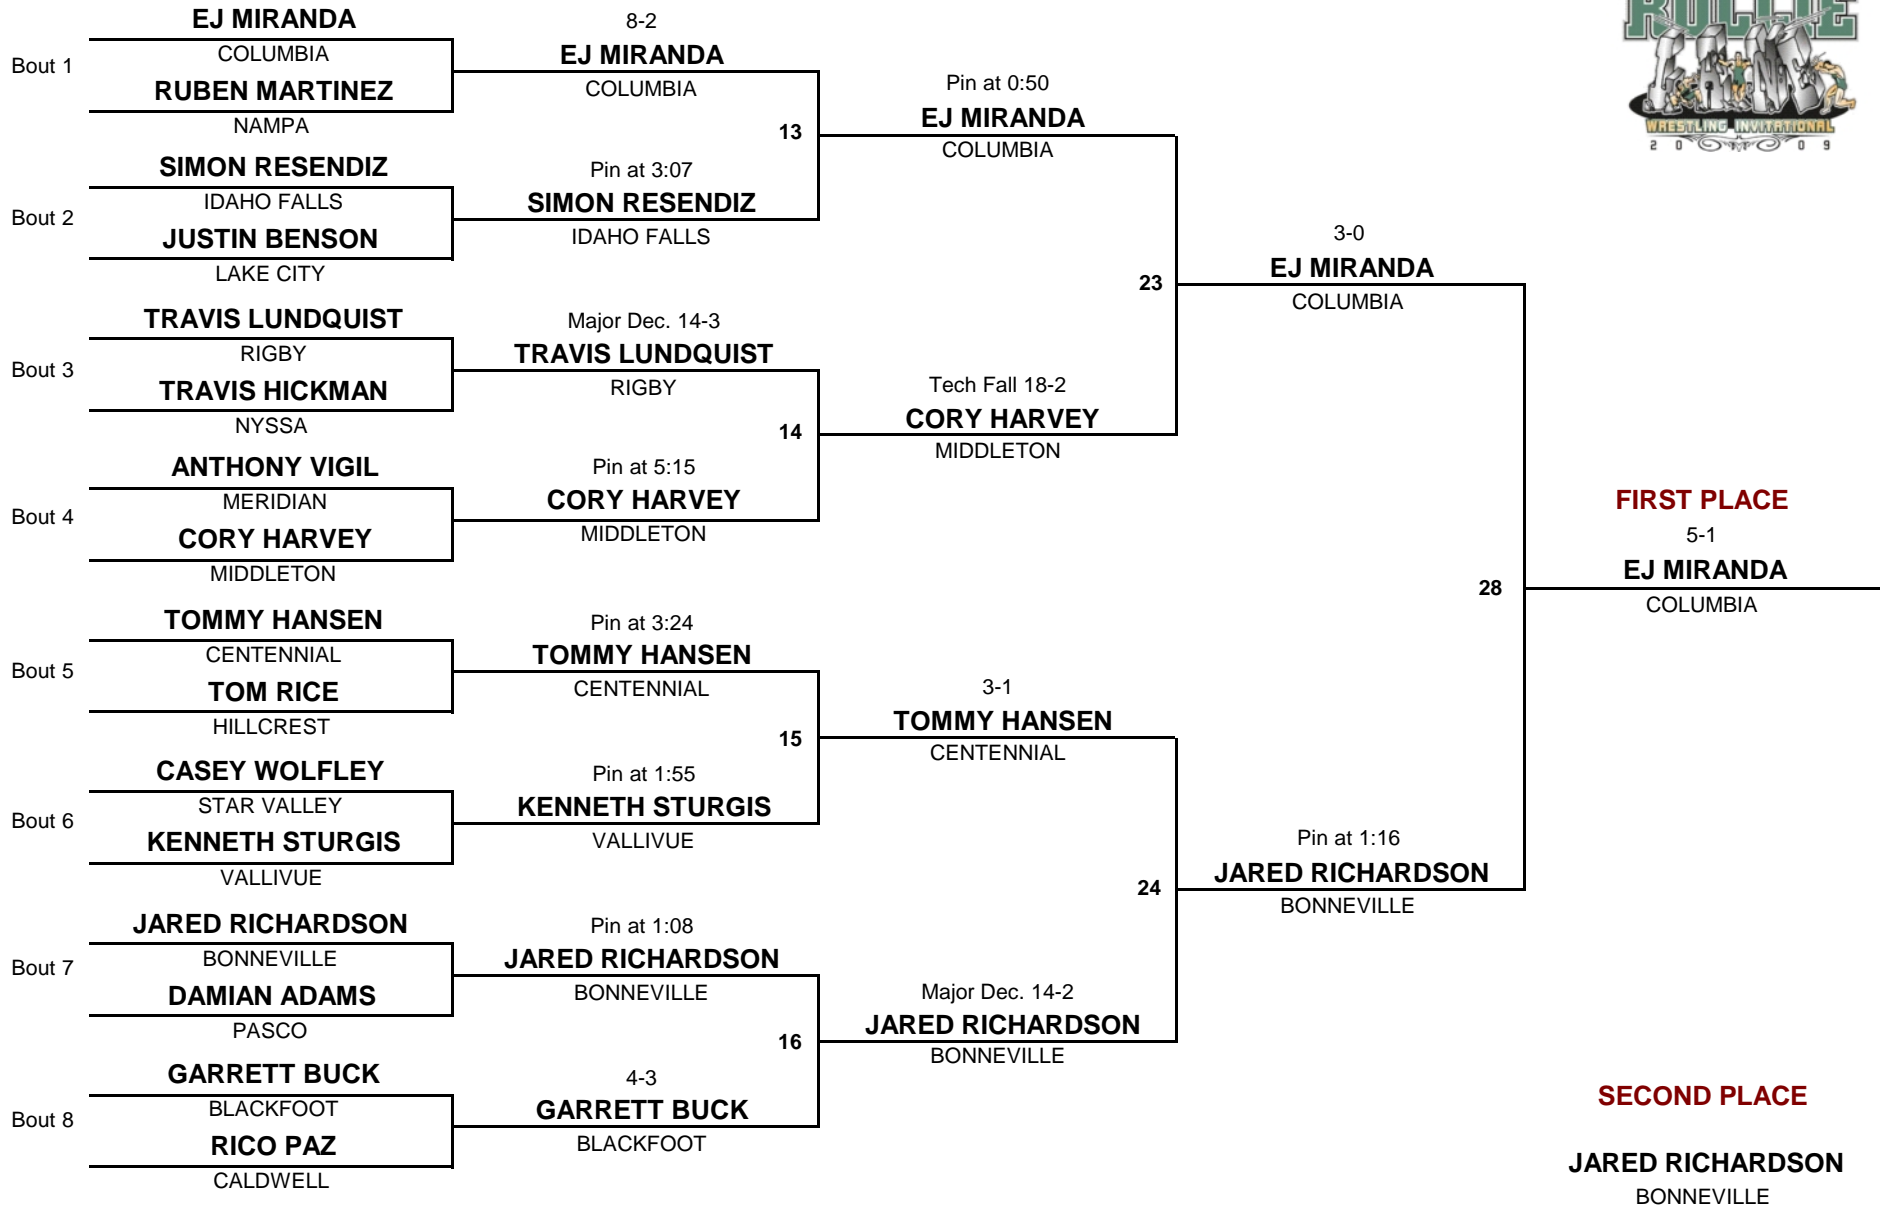 ROLLIE
LANE
WRESTLING INVITATIONAL
2009
Bout 1
EJ MIRANDA
COLUMBIA
RUBEN MARTINEZ
NAMPA
Bout 2
SIMON RESENDIZ
IDAHO FALLS
JUSTIN BENSON
LAKE CITY
Bout 3
TRAVIS LUNDQUIST
RIGBY
TRAVIS HICKMAN
NYSSA
Bout 4
ANTHONY VIGIL
MERIDIAN
CORY HARVEY
MIDDLETON
Bout 5
TOMMY HANSEN
CENTENNIAL
TOM RICE
HILLCREST
Bout 6
CASEY WOLFLEY
STAR VALLEY
KENNETH STURGIS
VALLIVUE
Bout 7
JARED RICHARDSON
BONNEVILLE
DAMIAN ADAMS
PASCO
Bout 8
GARRETT BUCK
BLACKFOOT
RICO PAZ
CALDWELL
8-2
EJ MIRANDA
COLUMBIA
13
Pin at 3:07
SIMON RESENDIZ
IDAHO FALLS
Major Dec. 14-3
TRAVIS LUNDQUIST
RIGBY
14
Pin at 5:15
CORY HARVEY
MIDDLETON
Pin at 3:24
TOMMY HANSEN
CENTENNIAL
15
Pin at 1:55
KENNETH STURGIS
VALLIVUE
Pin at 1:08
JARED RICHARDSON
BONNEVILLE
16
4-3
GARRETT BUCK
BLACKFOOT
Pin at 0:50
EJ MIRANDA
COLUMBIA
23
Tech Fall 18-2
CORY HARVEY
MIDDLETON
3-1
TOMMY HANSEN
CENTENNIAL
24
Major Dec. 14-2
JARED RICHARDSON
BONNEVILLE
3-0
EJ MIRANDA
COLUMBIA
28
Pin at 1:16
JARED RICHARDSON
BONNEVILLE
FIRST PLACE
5-1
EJ MIRANDA
COLUMBIA
SECOND PLACE
JARED RICHARDSON
BONNEVILLE